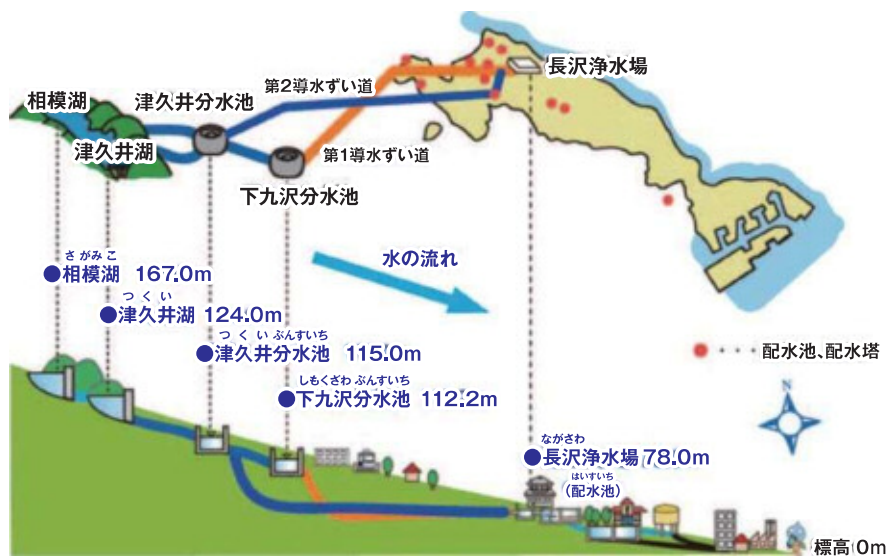 長沢浄水場
第2導水ずい道
津久井分水池
相模湖
津久井湖
第1導水ずい道
下九沢分水池
水の流れ
さがみこ
●相模湖 167.0m
つくい
●津久井湖 124.0m
つくいぶんすいち
●津久井分水池 115.0m
●・・・配水池、配水塔
しもくざわ ぶんすいち
●下九沢分水池 112.2m
N
ながさわ
●長沢浄水場 78.0m
はいすいち
（配水池）
標高0m